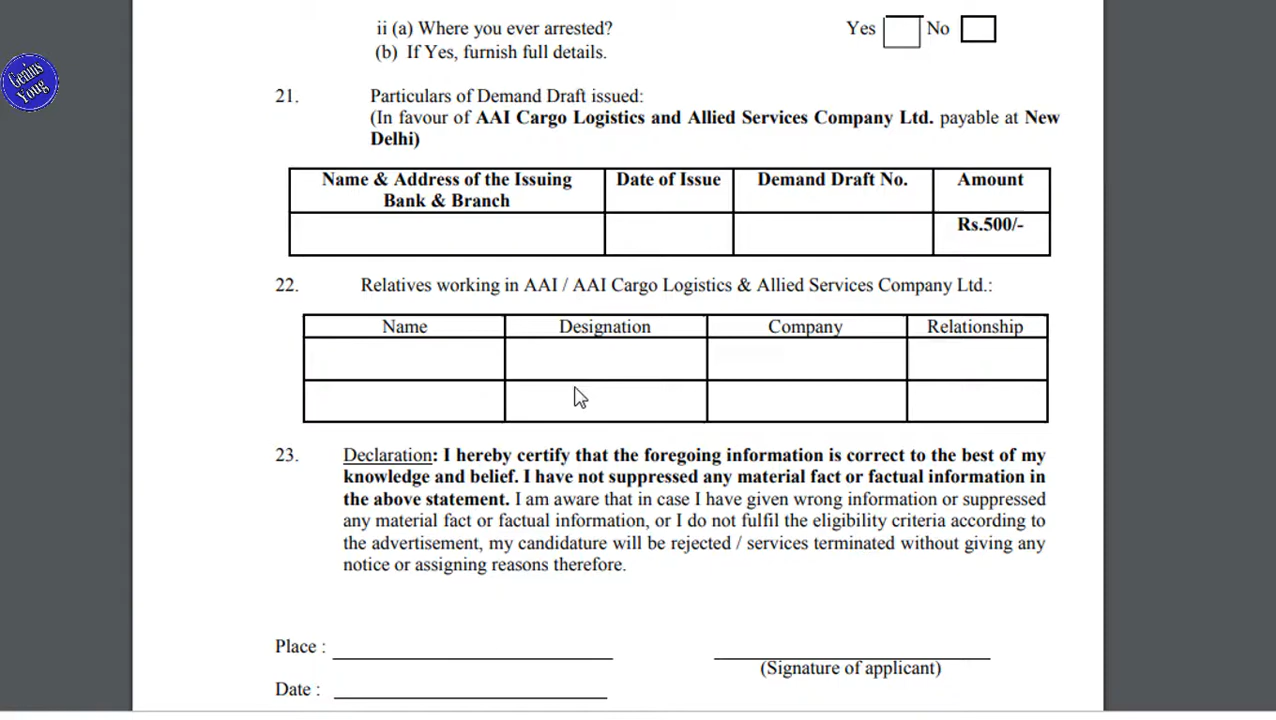 ii (a) Where you ever arrested? Yes No
(b) If Yes, furnish full details.
Genius
Youg
21. Particulars of Demand Draft issued:
(In favour of AAI Cargo Logistics and Allied Services Company Ltd. payable at New
Delhi)
Name & Address of the Issuing Date of Issue Demand Draft No. Amount
Bank & Branch
Rs.500/-
22. Relatives working in AAI / AAI Cargo Logistics & Allied Services Company Ltd.:
Name Designation Company Relationship
23. Declaration: I hereby certify that the foregoing information is correct to the best of my
knowledge and belief. I have not suppressed any material fact or factual information in
the above statement. I am aware that in case I have given wrong information or suppressed
any material fact or factual information, or I do not fulfil the eligibility criteria according to
the advertisement, my candidature will be rejected / services terminated without giving any
notice or assigning reasons therefore.
Place :
(Signature of applicant)
Date :